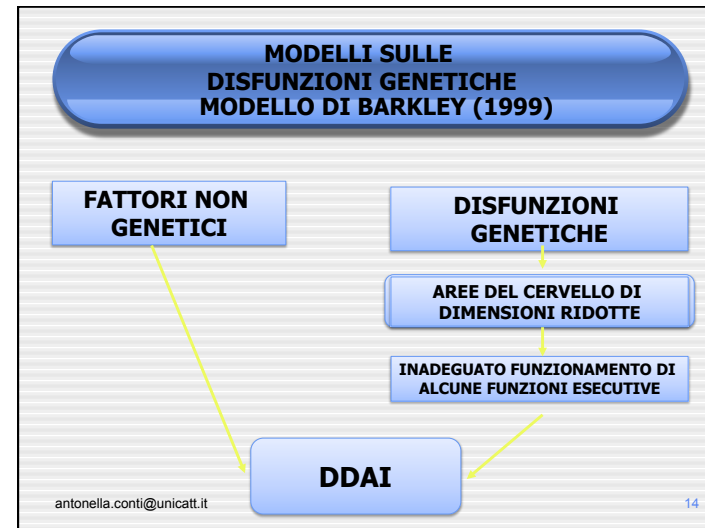 MODELLI SULLE
DISFUNZIONI GENETICHE
MODELLO DI BARKLEY (1999)
FATTORI NON
GENETICI
DISFUNZIONI
GENETICHE
AREE DEL CERVELLO DI
DIMENSIONI RIDOTTE
INADEGUATO FUNZIONAMENTO DI
ALCUNE FUNZIONI ESECUTIVE
DDAI
antonella.conti@unicatt.it
14